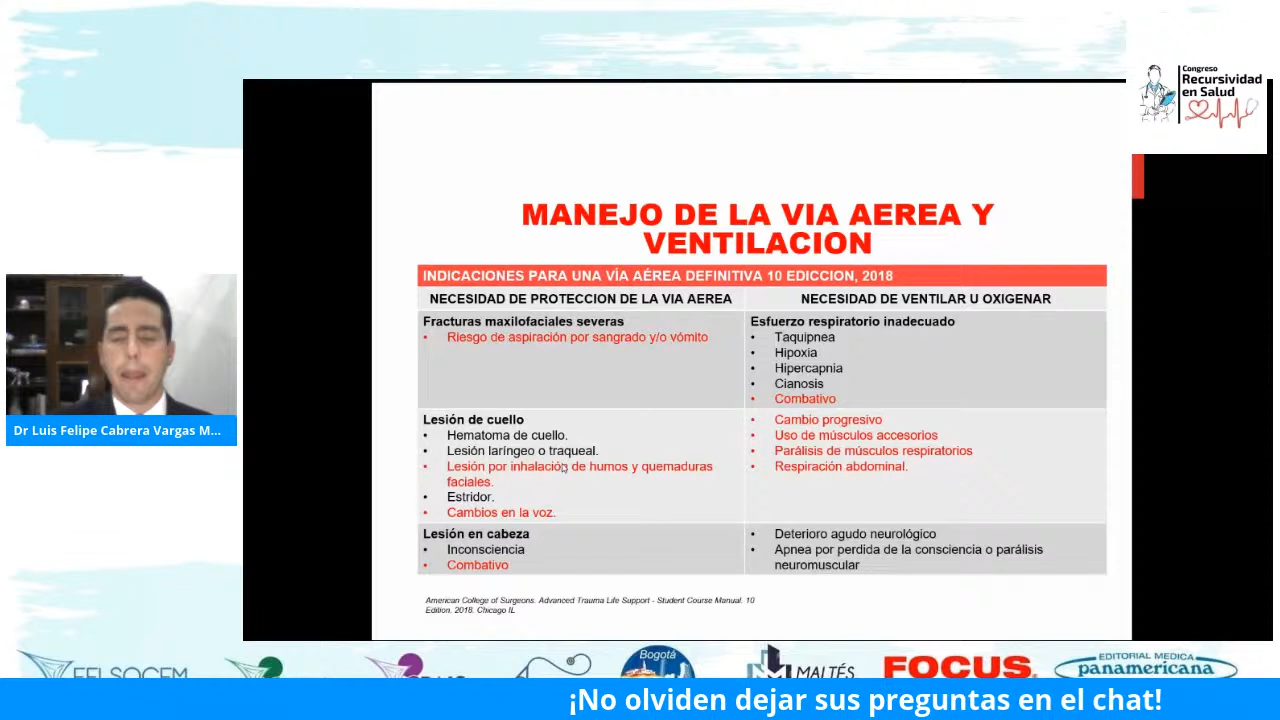 Congreso
Recursividad
en Salud
MANEJO DE LA VIA AEREA Y
VENTILACION
INDICACIONES PARA UNA VÌA AÉREA DEFINITIVA 10 EDICCION, 2018
NECESIDAD DE PROTECCION DE LA VIA AEREA
NECESIDAD DE VENTILAR U OXIGENAR
Fracturas maxilofaciales severas
• Riesgo de aspiración por sangrado y/o vómito
Esfuerzo respiratorio inadecuado
• Taquipnea
• Hipoxia
• Hipercapnia
• Cianosis
• Combativo
Lesión de cuello
• Hematoma de cuello.
• Lesión laríngeo o traqueal.
• Lesión por inhalación de humos y quemaduras
faciales.
• Estridor.
• Cambios en la voz.
• Cambio progresivo
• Uso de músculos accesorios
• Parálisis de músculos respiratorios
• Respiración abdominal.
Lesión en cabeza
• Inconsciencia
• Combativo
• Deterioro agudo neurológico
• Apnea por perdida de la consciencia o parálisis
neuromuscular
American College of Surgeons. Advanced Trauma Life Support - Student Course Manual. 10
Edition. 2018. Chicago IL
Dr Luis Felipe Cabrera Vargas M...
Bogotá
MALTÉS
FOCUS
EDITORIAL MEDICA
panamericana
¡No olviden dejar sus preguntas en el chat!